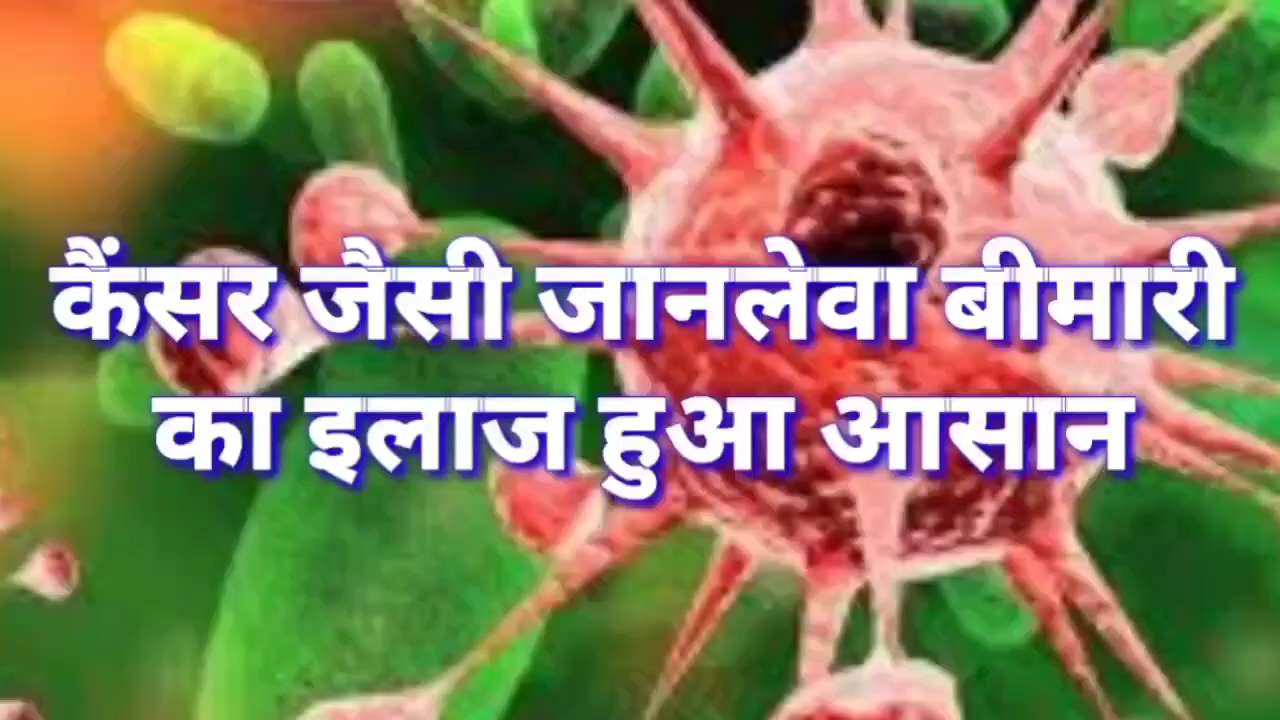 कैंसर जैसी जानलेवा बीमारी
का इलाज हुआ आसान